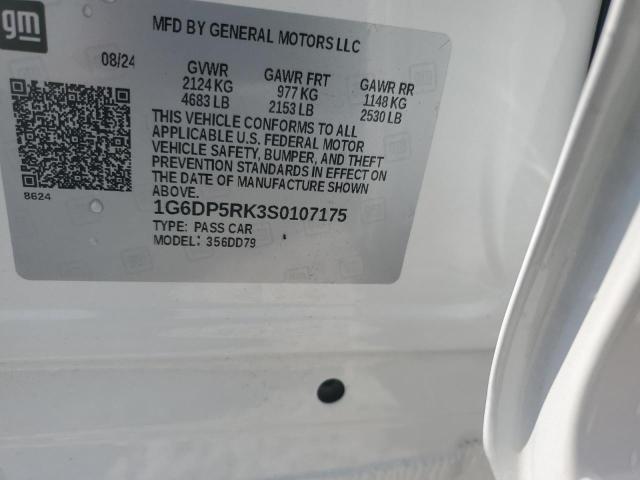 gm
MFD BY GENERAL MOTORS LLC
08/24
GVWR GAWR FRT GAWR RR
2124 KG 977 KG 1148 KG
4683 LB 2153 LB 2530 LB
THIS VEHICLE CONFORMS TO ALL
APPLICABLE U.S. FEDERAL MOTOR
VEHICLE SAFETY, BUMPER, AND THEFT
PREVENTION STANDARDS IN EFFECT ON
THE DATE OF MANUFACTURE SHOWN
ABOVE.
8624
1G6DP5RK3S0107175
TYPE: PASS CAR
MODEL: 356DD79